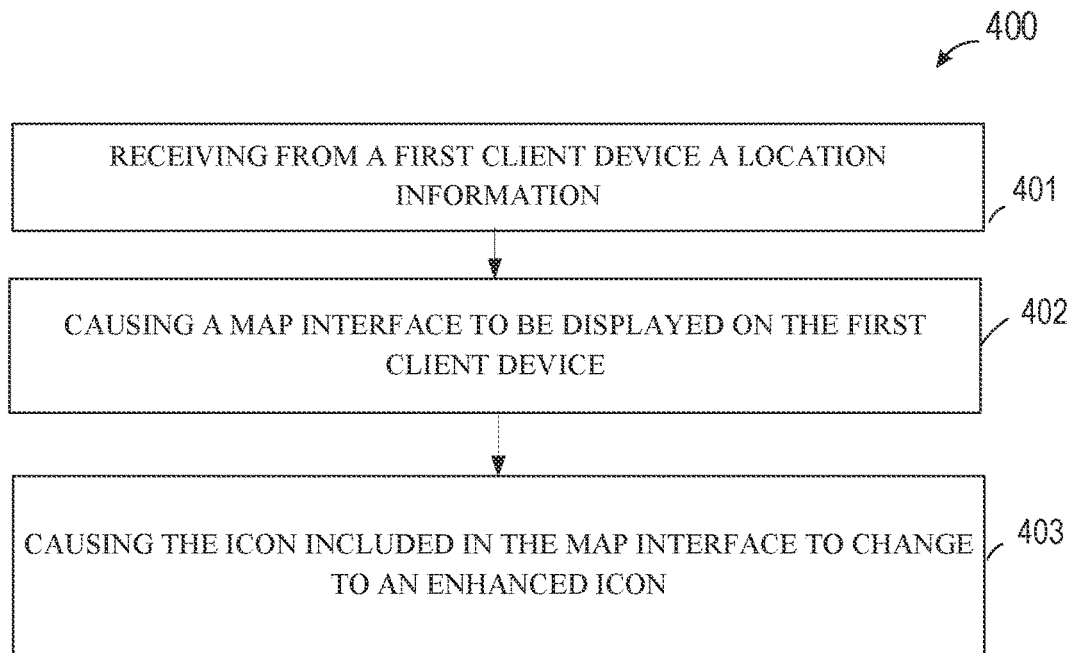 400
RECEIVING FROM A FIRST CLIENT DEVICE A LOCATION
INFORMATION
401
CAUSING A MAP INTERFACE TO BE DISPLAYED ON THE FIRST
CLIENT DEVICE
402
CAUSING THE ICON INCLUDED IN THE MAP INTERFACE TO CHANGE
TO AN ENHANCED ICON
403